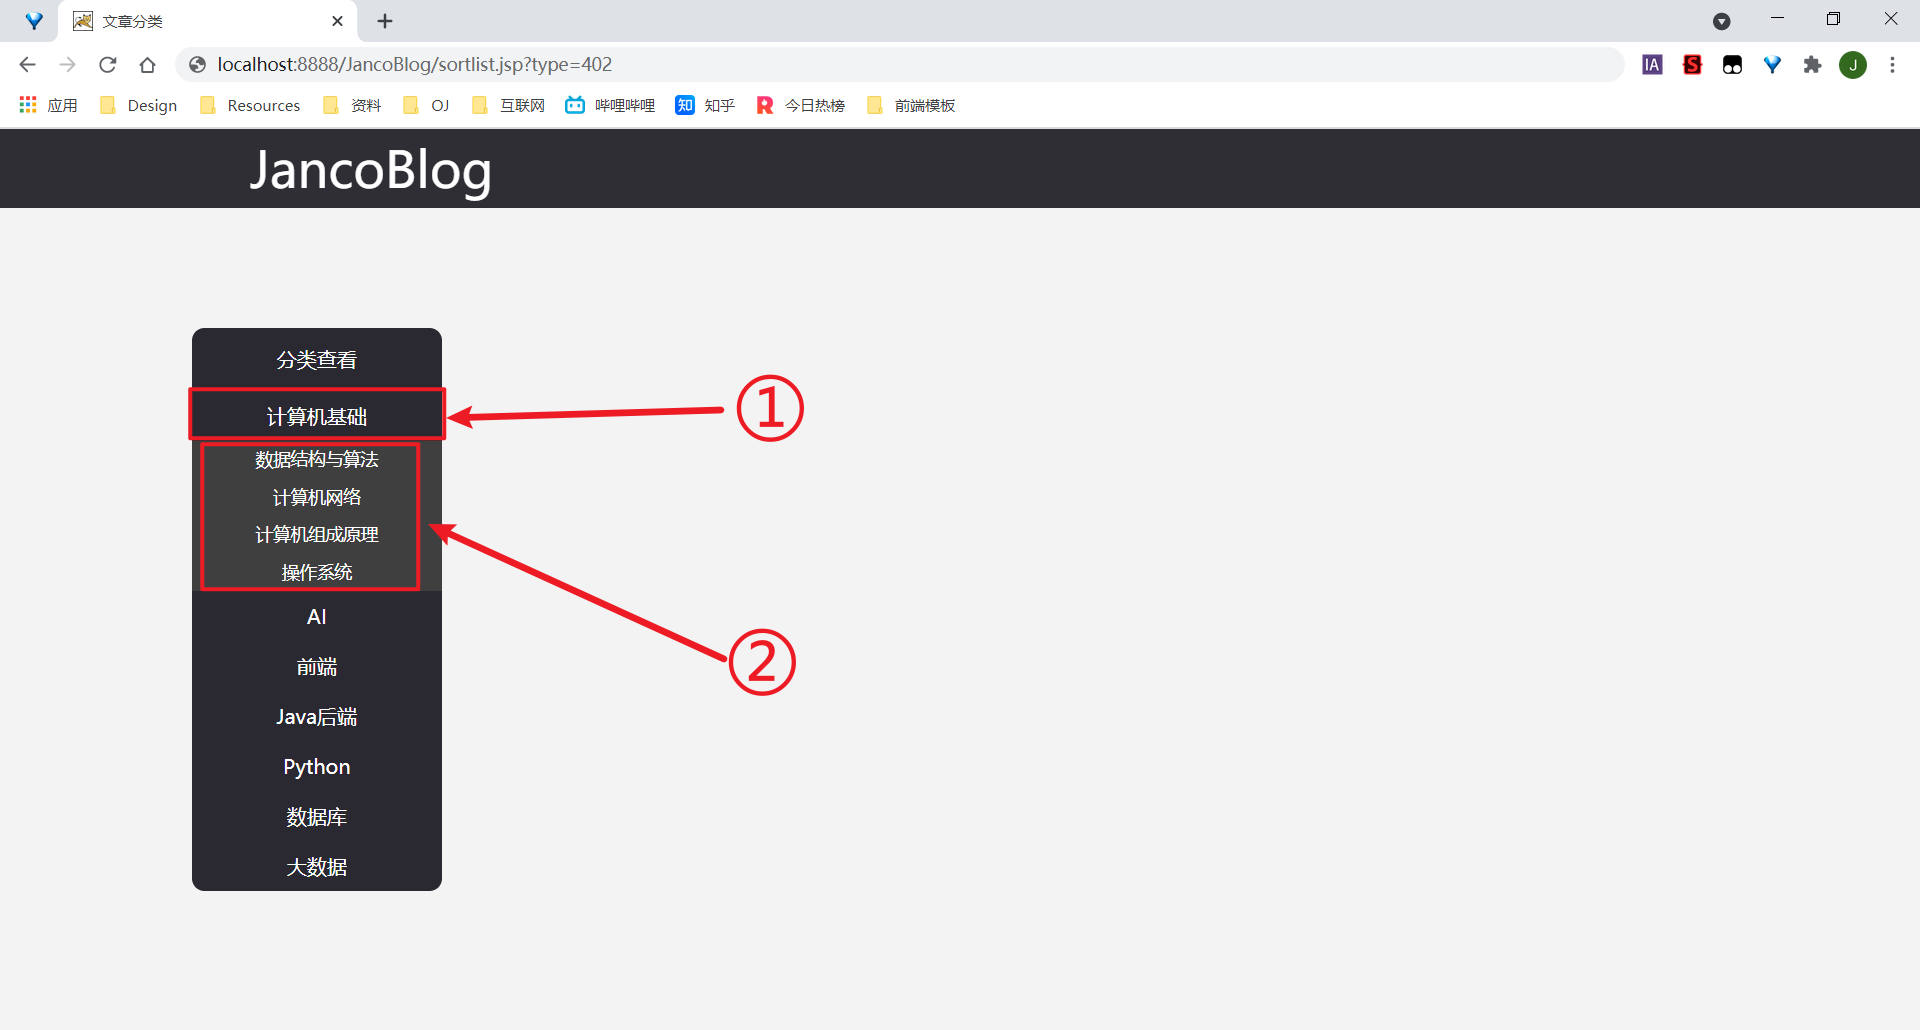 文章分类
localhost:8888/JancoBlog/sortlist.jsp?type=402
IA
S
J
应用 Design Resources 资料 OJ 互联网 哔哩哔哩 知 知乎 R 今日热榜 前端模板
JancoBlog
分类查看
计算机基础
①
数据结构与算法
计算机网络
计算机组成原理
操作系统
②
AI
前端
Java后端
Python
数据库
大数据